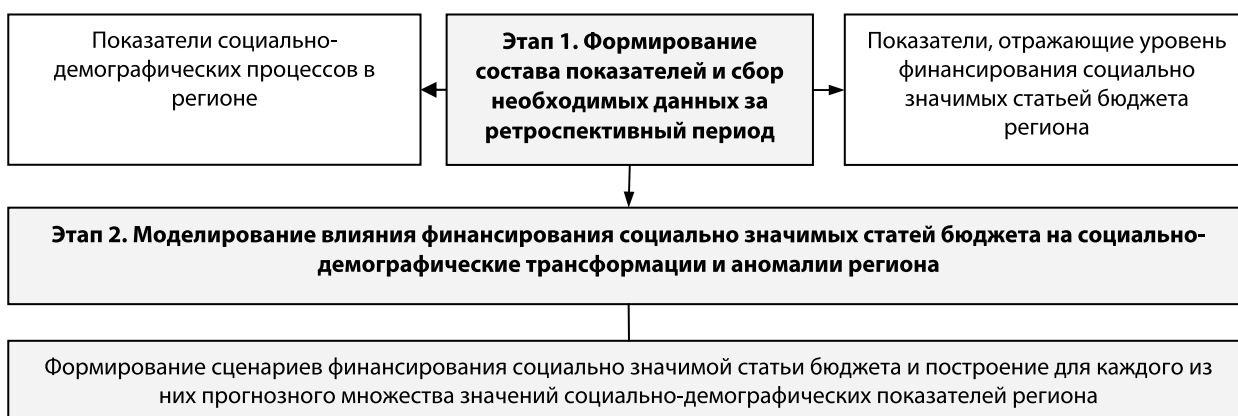 Показатели социально-
демографических процессов в
регионе
Этап 1. Формирование
состава показателей и сбор
необходимых данных за
ретроспективный период
Показатели, отражающие уровень
финансирования социально
значимых статьей бюджета
региона
Этап 2. Моделирование влияния финансирования социально значимых статей бюджета на социально-
демографические трансформации и аномалии региона
Формирование сценариев финансирования социально значимой статьи бюджета и построение для каждого из
них прогнозного множества значений социально-демографических показателей региона